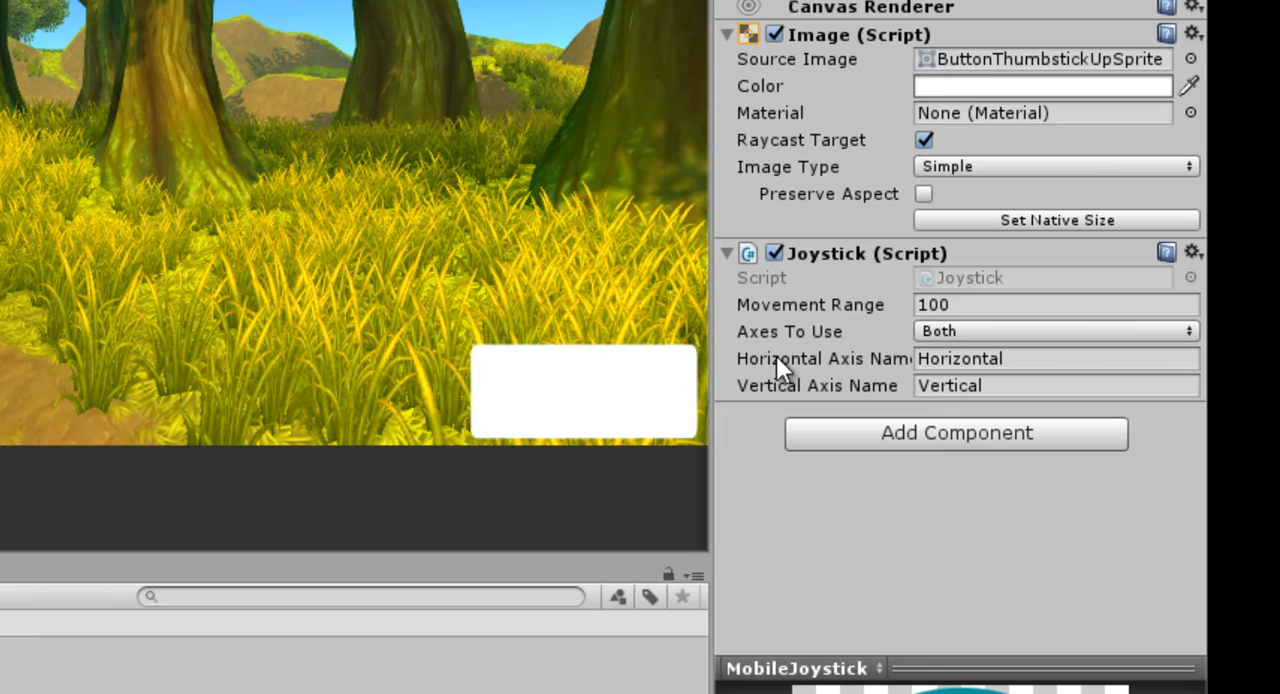 Canvas Renderer
Image (Script)
Source Image ButtonThumbstickUpSprite
Color
Material None (Material)
Raycast Target
Image Type Simple
Preserve Aspect
Set Native Size
Joystick (Script)
Script Joystick
Movement Range 100
Axes To Use Both
Horizontal Axis Nam Horizontal
Vertical Axis Name Vertical
Add Component
MobileJoystick